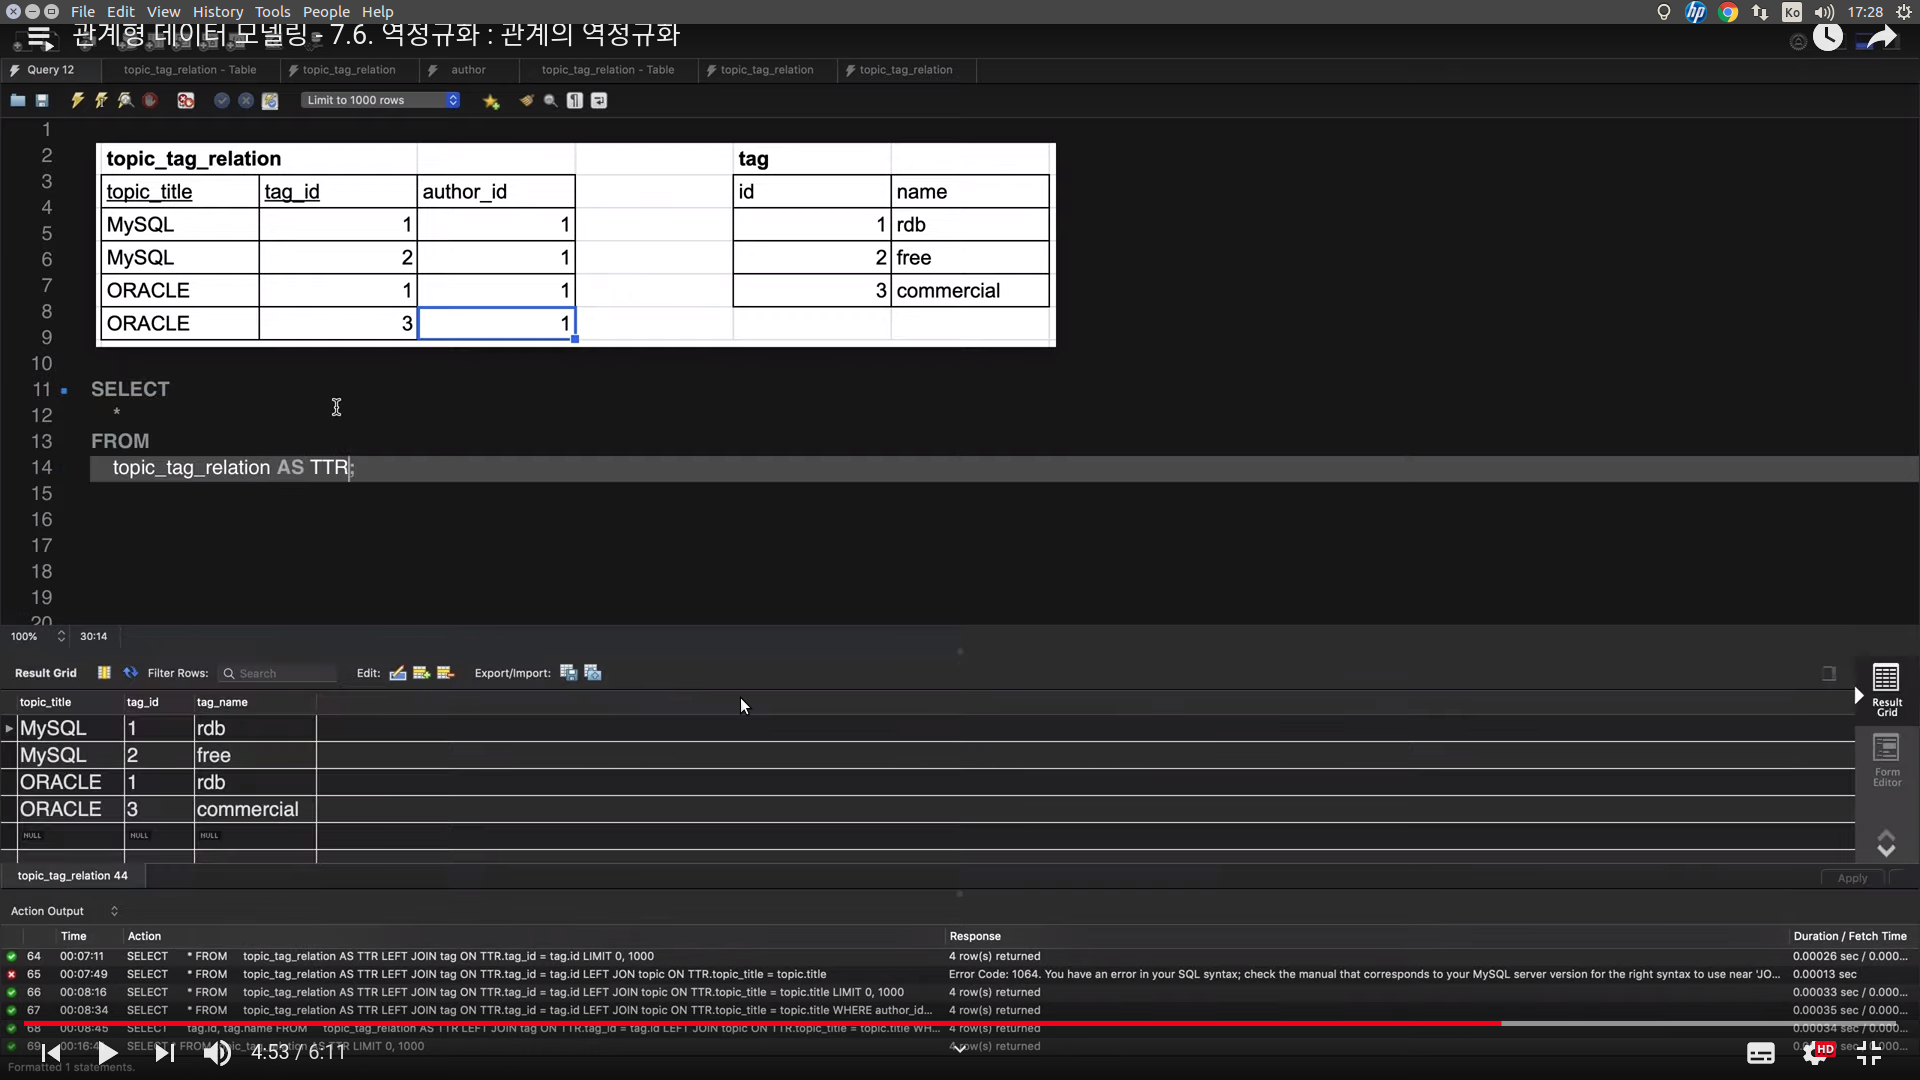 File Edit View History Tools People Help
Ko 17:28
관계형 데이터 모델링 - 7.6. 역정규화 : 관계의 역정규화
Query 12 topic_tag_relation - Table topic_tag_relation author topic_tag_relation - Table topic_tag_relation topic_tag_relation
Limit to 1000 rows
1
2
3
4
5
6
7
8
9
10
topic_tag_relation tag
topic_title tag_id author_id id name
MySQL 1 1 1 rdb
MySQL 2 1 2 free
ORACLE 1 1 3 commercial
ORACLE 3 1
11 SELECT
12 *
13 FROM
14 topic_tag_relation AS TTR;
15
16
17
18
19
20
100% 30:14
Result Grid Filter Rows: Search Edit: Export/Import:
Result Grid
Form Editor
topic_title tag_id tag_name
MySQL 1 rdb
MySQL 2 free
ORACLE 1 rdb
ORACLE 3 commercial
NULL NULL NULL
topic_tag_relation 44
Apply
Action Output
Time Action Response Duration / Fetch Time
64 00:07:11 SELECT * FROM topic_tag_relation AS TTR LEFT JOIN tag ON TTR.tag_id = tag.id LIMIT 0, 1000 4 row(s) returned 0.00026 sec / 0.000...
65 00:07:49 SELECT * FROM topic_tag_relation AS TTR LEFT JOIN tag ON TTR.tag_id = tag.id LEFT JON topic ON TTR.topic_title = topic.title Error Code: 1064. You have an error in your SQL syntax; check the manual that corresponds to your MySQL server version for the right syntax to use near 'JO... 0.00013 sec
66 00:08:16 SELECT * FROM topic_tag_relation AS TTR LEFT JOIN tag ON TTR.tag_id = tag.id LEFT JOIN topic ON TTR.topic_title = topic.title LIMIT 0, 1000 4 row(s) returned 0.00033 sec / 0.000...
67 00:08:34 SELECT * FROM topic_tag_relation AS TTR LEFT JOIN tag ON TTR.tag_id = tag.id LEFT JOIN topic ON TTR.topic_title = topic.title WHERE author_id... 4 row(s) returned 0.00035 sec / 0.000...
68 00:08:45 SELECT tag.id, tag.name FROM topic_tag_relation AS TTR LEFT JOIN tag ON TTR.tag_id = tag.id LEFT JOIN topic ON TTR.topic_title = topic.title WH... 4 row(s) returned 0.00034 sec / 0.000...
69 SELECT * FROM AS TTR LIMIT 0, 1000 row(s) returned
4:53 / 6:11 HD
Formatted 1 statements.